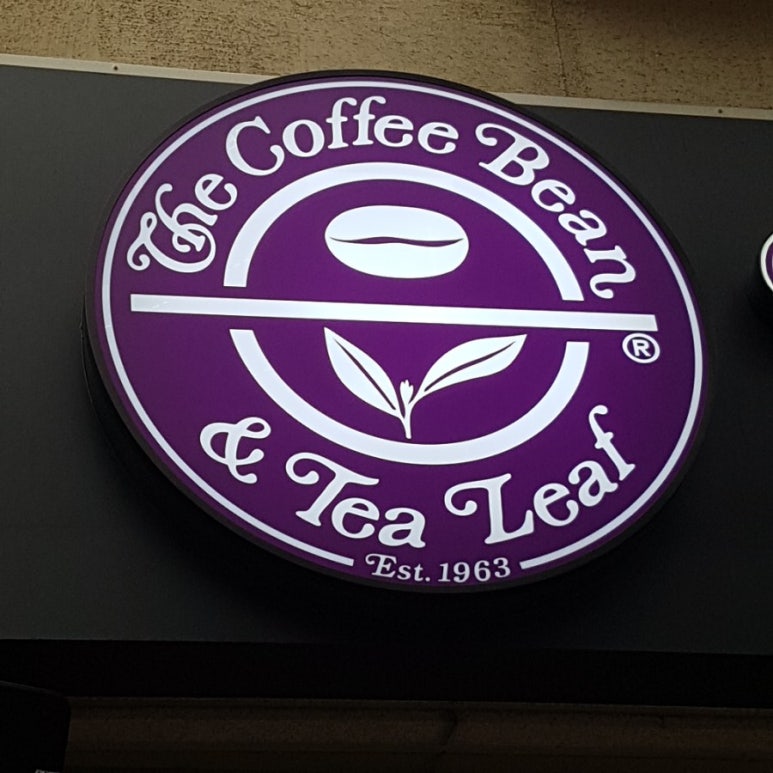 The Coffee Bean
®
& Tea Leaf
Est. 1963